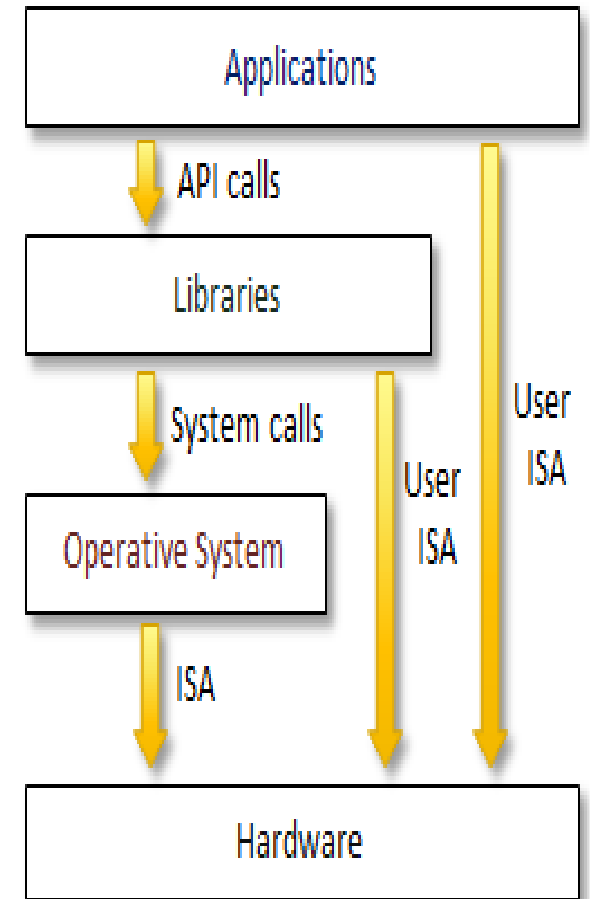 Applications
API calls
Libraries
System calls
User
ISA
User
ISA
Operative System
ISA
Hardware